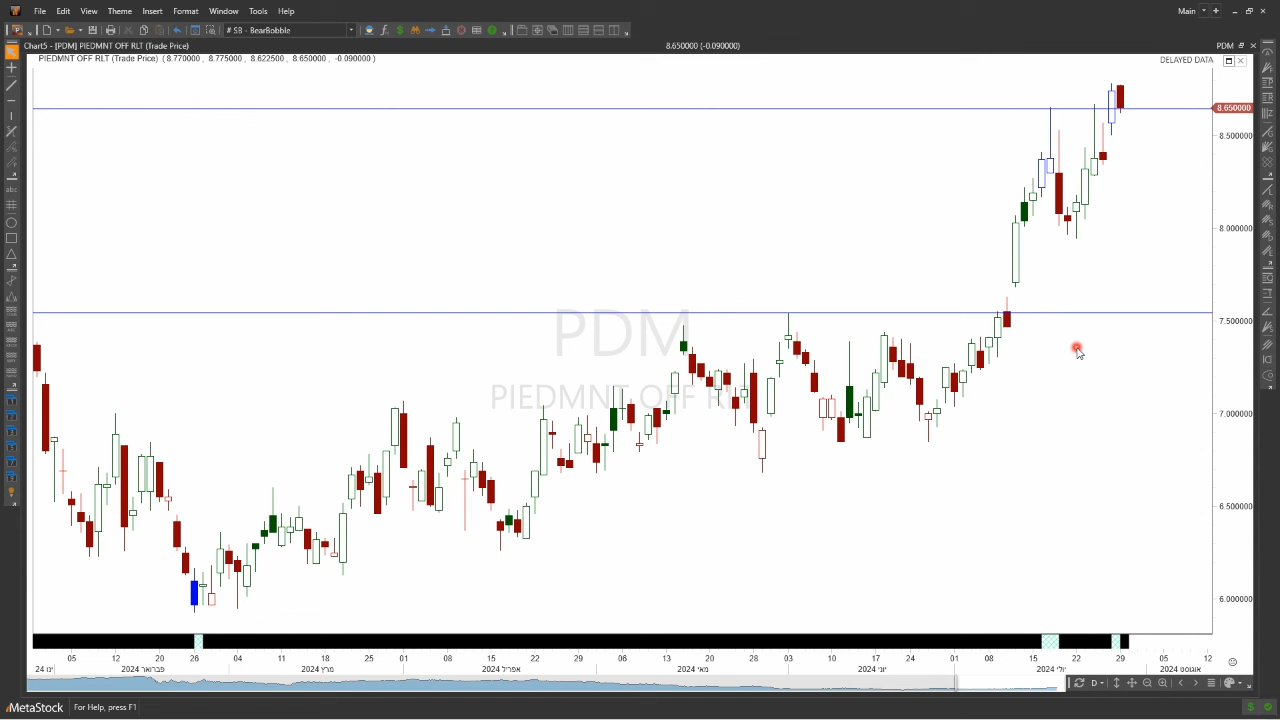 File Edit View Theme Insert Format Window Tools Help Main
# SB - BearBobble
Chart5 - [PDM] PIEDMNT OFF RLT (Trade Price) 8.650000 (-0.090000) PDM
PIEDMNT OFF RLT (Trade Price) ( 8.770000 , 8.775000 , 8.622500 , 8.650000 , -0.090000 ) DELAYED DATA
8.650000
8.500000
8.000000
7.500000
PDM
PIEDMNT OFF RLT
7.000000
6.500000
6.000000
05 12 20 26 04 11 18 25 01 08 15 22 29 06 13 20 28 03 10 17 24 01 08 15 22 29 05 12
ינו 24 פברואר 2024 מרץ 2024 אפריל 2024 מאי 2024 יוני 2024 יולי 2024 אוגוסט 2024
D
MetaStock For Help, press F1